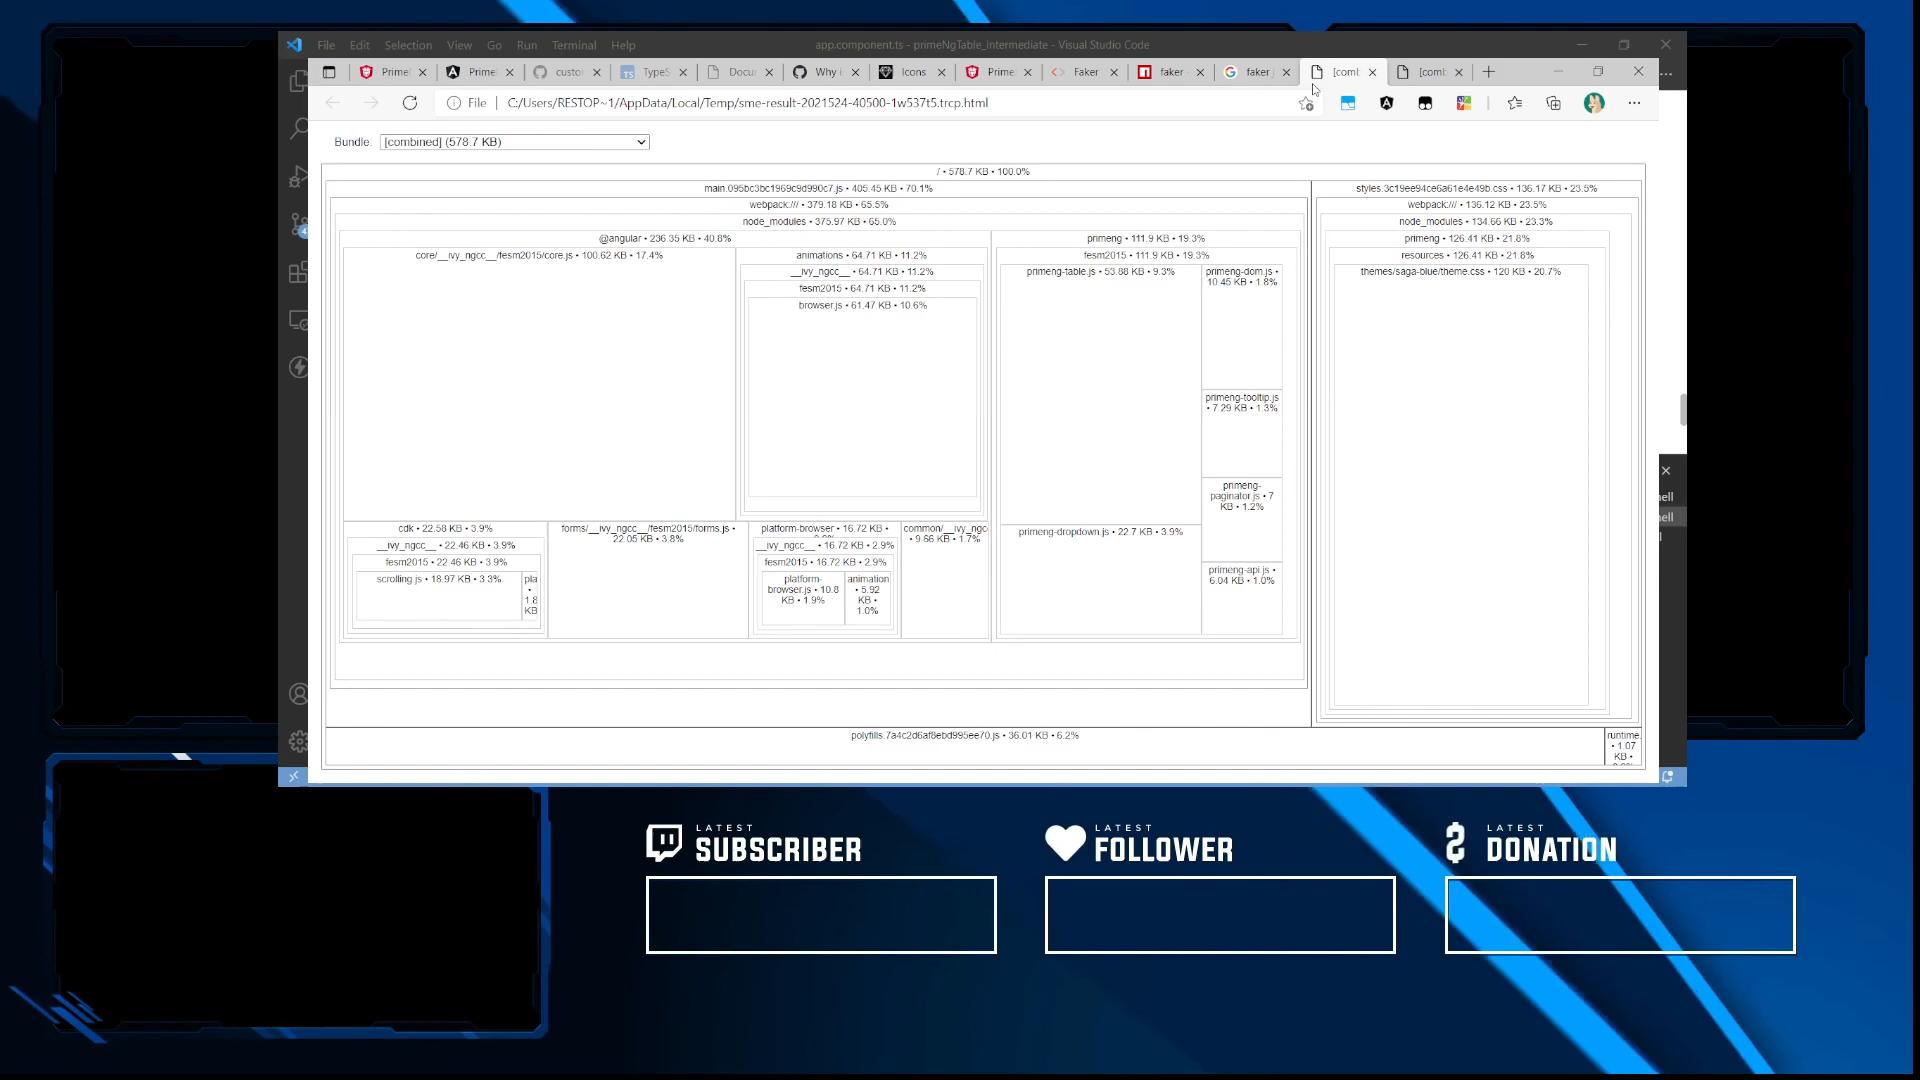 File Edit Selection View Go Run Terminal Help
app.component.ts - primeNgTable_Intermediate - Visual Studio Code
Prime
Prime
custo
TypeS
Docur
Why i
Icons
Prime
Faker
faker -
faker j
[comb
[comb
File
C:/Users/RESTOP~1/AppData/Local/Temp/sme-result-2021524-40500-1w537t5.trcp.html
Bundle: [combined] (578.7 KB)
/ • 578.7 KB • 100.0%
main.095bc3bc1969c9d990c7.js • 405.45 KB • 70.1%
webpack:/// • 379.18 KB • 65.5%
node_modules • 375.97 KB • 65.0%
@angular • 236.35 KB • 40.8%
core/__ivy_ngcc__/fesm2015/core.js • 100.62 KB • 17.4%
animations • 64.71 KB • 11.2%
__ivy_ngcc__ • 64.71 KB • 11.2%
fesm2015 • 64.71 KB • 11.2%
browser.js • 61.47 KB • 10.6%
cdk • 22.58 KB • 3.9%
__ivy_ngcc__ • 22.46 KB • 3.9%
fesm2015 • 22.46 KB • 3.9%
scrolling.js • 18.97 KB • 3.3%
pla
•
1.8
KB
forms/__ivy_ngcc__/fesm2015/forms.js •
22.05 KB • 3.8%
platform-browser • 16.72 KB •
__ivy_ngcc__ • 16.72 KB • 2.9%
fesm2015 • 16.72 KB • 2.9%
platform-
browser.js • 10.8
KB • 1.9%
animation
• 5.92
KB •
1.0%
common/__ivy_ngc
• 9.66 KB • 1.7%
primeng • 111.9 KB • 19.3%
fesm2015 • 111.9 KB • 19.3%
primeng-table.js • 53.88 KB • 9.3%
primeng-dropdown.js • 22.7 KB • 3.9%
primeng-dom.js •
10.45 KB • 1.8%
primeng-tooltip.js
• 7.29 KB • 1.3%
primeng-
paginator.js • 7
KB • 1.2%
primeng-api.js •
6.04 KB • 1.0%
styles.3c19ee94ce6a61e4e49b.css • 136.17 KB • 23.5%
webpack:/// • 136.12 KB • 23.5%
node_modules • 134.66 KB • 23.3%
primeng • 126.41 KB • 21.8%
resources • 126.41 KB • 21.8%
themes/saga-blue/theme.css • 120 KB • 20.7%
polyfills.7a4c2d6af8ebd995ee70.js • 36.01 KB • 6.2%
runtime.
• 1.07
KB •
ell
ell
LATEST
SUBSCRIBER
LATEST
FOLLOWER
LATEST
DONATION